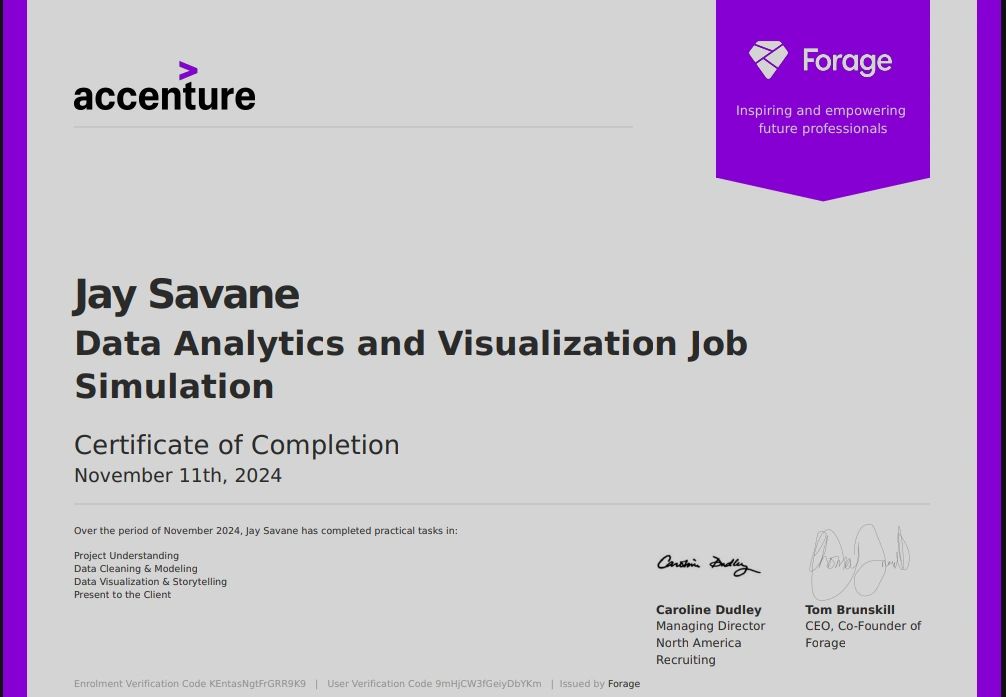 accenture
Forage
Inspiring and empowering
future professionals
Jay Savane
Data Analytics and Visualization Job
Simulation
Certificate of Completion
November 11th, 2024
Over the period of November 2024, Jay Savane has completed practical tasks in:
Project Understanding
Data Cleaning & Modeling
Data Visualization & Storytelling
Present to the Client
Caroline Dudley
Caroline Dudley
Managing Director
North America
Recruiting
Tom Brunskill
CEO, Co-Founder of
Forage
Enrolment Verification Code KEntasNgtFrGRR9K9 | User Verification Code 9mHjCW3fGeiyDbYKm | Issued by Forage